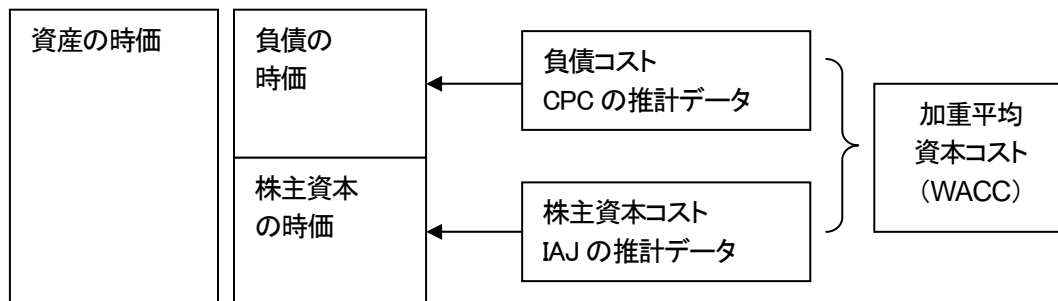 資産の時価
負債の
時価
株主資本
の時価
負債コスト
CPC の推計データ
株主資本コスト
IAJ の推計データ
加重平均
資本コスト
（WACC）